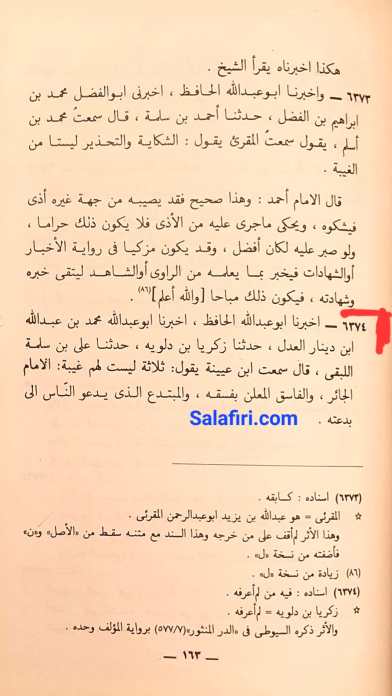 هكذا اخبرناه يقرأ الشيخ .
٦٣٧٣ ــ واخبرنا ابوعبدالله الحافظ ، اخبرنى ابوالفضل محمد بن
ابراهيم بن الفضل ، حدثنا أحمد بن سلمة ، قال سمعتُ محمد بن
أسلم ، يقول سمعتُ المقرئ يقول : الشكاية والتحذير ليستا من
الغيبة .
قال الامام أحمد : وهذا صحيح فقد يصيبه من جهة غيره أذى
فيشكوه ، ويحكى ماجرى عليه من الأذى فلا يكون ذلك حراما ،
ولو صبر عليه لكان أفضل ، وقد يكون مزكيا فى رواية الأخبار
أوالشهادات فيخبر بما يعلمه من الراوى أوالشاهد ليتقى خبره
وشهادته ، فيكون ذلك مباحا [والله أعلم](٨٦) .
٦٣٧٤ ــ اخبرنا ابوعبدالله الحافظ ، اخبرنا ابوعبدالله محمد بن عبدالله
ابن دينار العدل ، حدثنا زكريا بن دلويه ، حدثنا على بن سلمة
اللبقى ، قال سمعت ابن عيينة يقول: ثلاثة ليست لهم غيبة: الامام
الجائر ، والفاسق المعلن بفسقه ، والمبتدع الذى يدعو النّاس الى
بدعته .
Salafiri.com
(٦٣٧٣) اسناده : كسابقه .
☆ المقرئى = هو عبدالله بن يزيد ابوعبدالرحمن المقرئى .
وهذا الأثر لم أقف على من خرجه وهذا السند مع متنه سقط من «الأصل» و«ن»
فأضفته من نسخة «ل» .
(٨٦) زيادة من نسخة «ل» .
(٦٣٧٤) اسناده : فيه من لم أعرفه .
☆ زكريا بن دلويه = لم أعرفه .
والأثر ذكره السيوطى فى «الدر المنثور» (٥٧٧/٧) برواية المؤلف وحده .
ــ ١٦٣ ــ